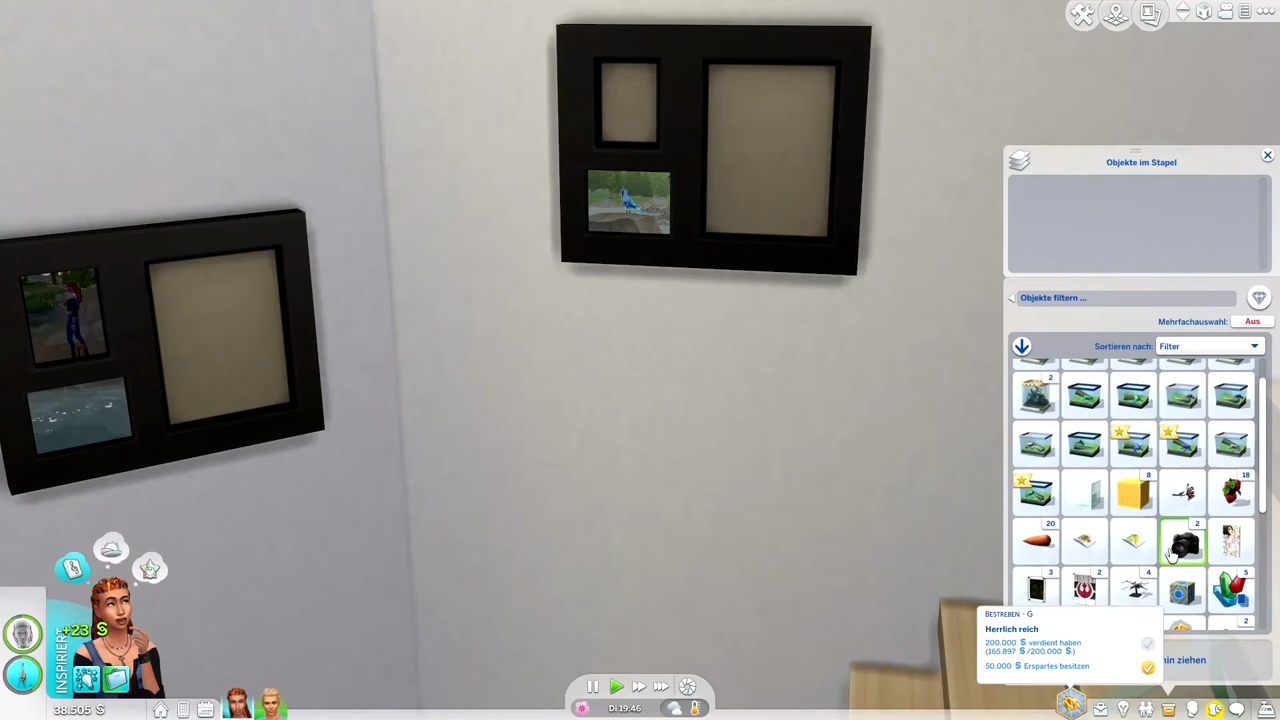 Objekte im Stapel
Objekte filtern ...
Mehrfachauswahl: Aus
Sortieren nach: Filter
2
8
18
20
2
3
2
4
5
2
BESTREBEN - G
Herrlich reich
200.000 S verdient haben
(165.897 S/200.000 S)
50.000 S Erspartes besitzen
hin ziehen
+23 S
INSPIRIERT
38.505 S
Di 19:46